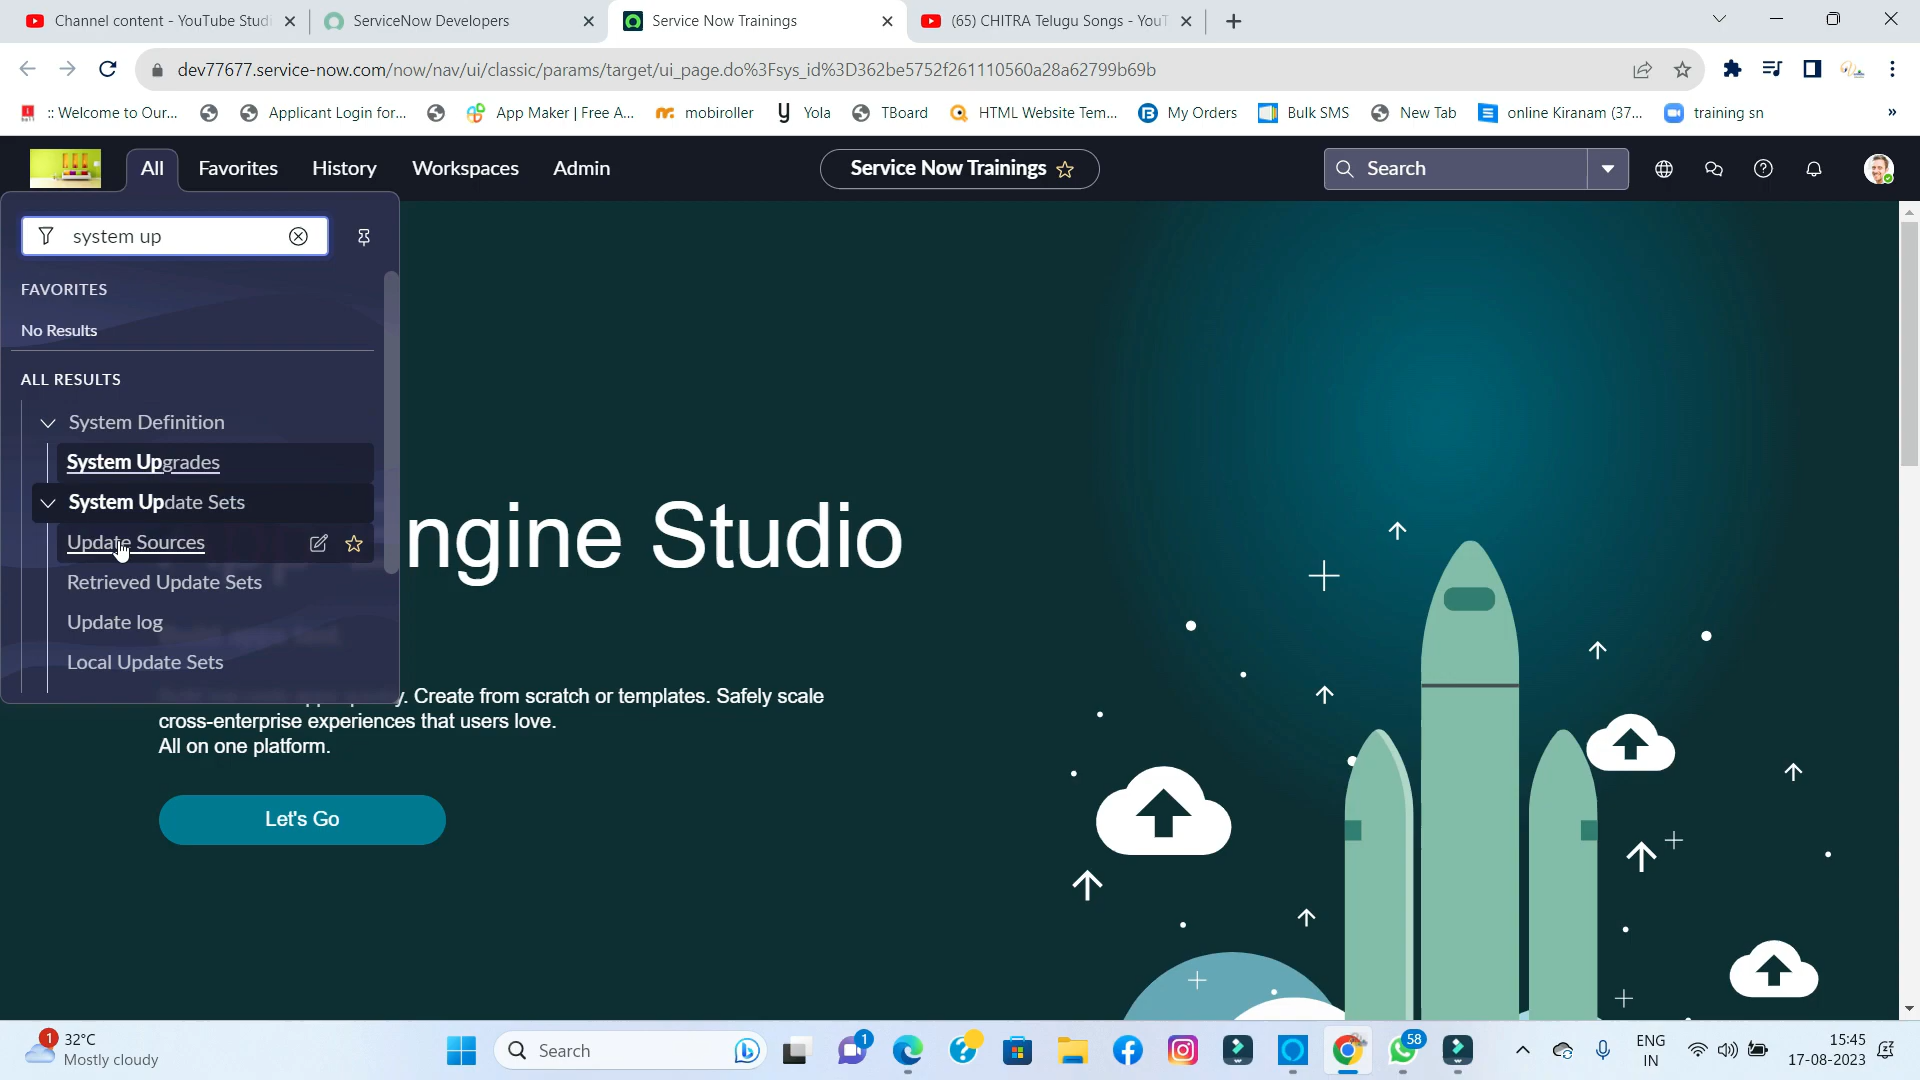 Channel content - YouTube Studi
ServiceNow Developers
Service Now Trainings
(65) CHITRA Telugu Songs - YouT
dev77677.service-now.com/now/nav/ui/classic/params/target/ui_page.do%3Fsys_id%3D362be5752f261110560a28a62799b69b
:: Welcome to Our...
Applicant Login for...
App Maker | Free A...
mobiroller
Yola
TBoard
HTML Website Tem...
My Orders
Bulk SMS
New Tab
online Kiranam (37...
training sn
»
All
Favorites
History
Workspaces
Admin
Service Now Trainings
Search
system up
FAVORITES
No Results
ALL RESULTS
System Definition
System Upgrades
System Update Sets
Update Sources
Retrieved Update Sets
Update log
Local Update Sets
ngine Studio
y. Create from scratch or templates. Safely scale
cross-enterprise experiences that users love.
All on one platform.
Let's Go
1
32°C
Mostly cloudy
Search
1
58
ENG
IN
15:45
17-08-2023